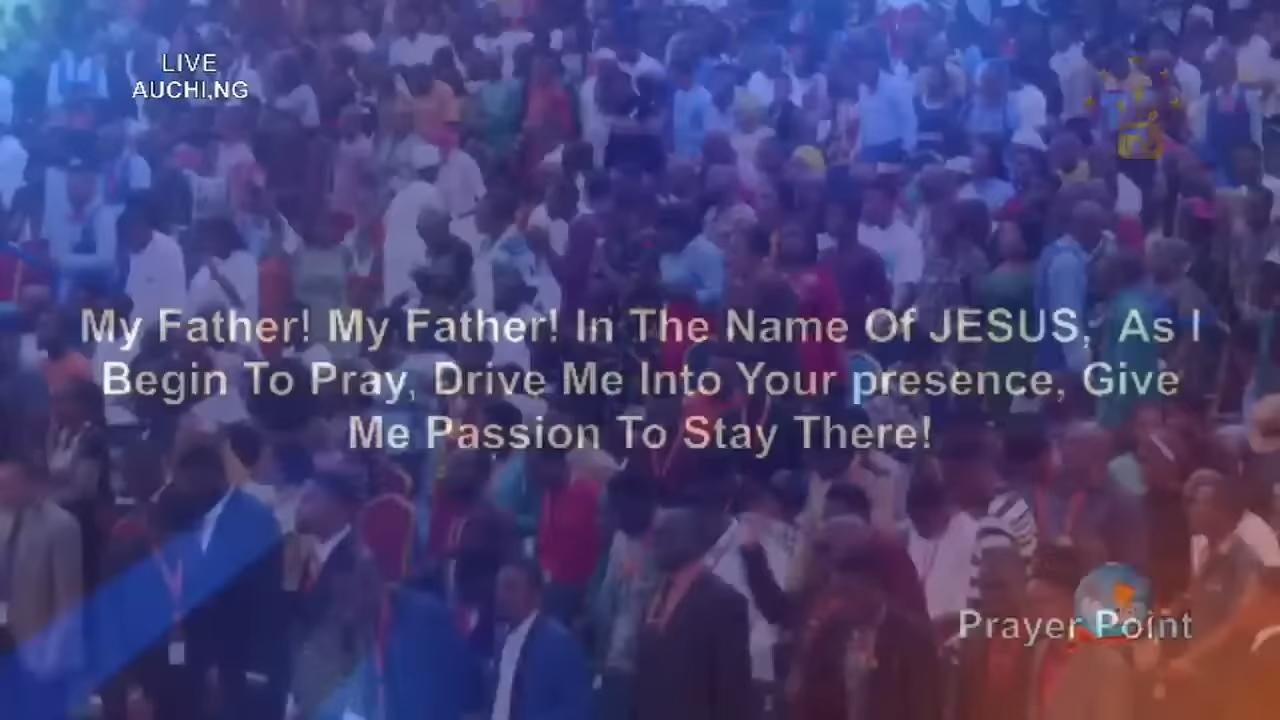 LIVE
AUCHI,NG
My Father! My Father! In The Name Of JESUS,  As I
Begin To Pray, Drive Me Into Your presence, Give
Me Passion To Stay There!
Prayer Point